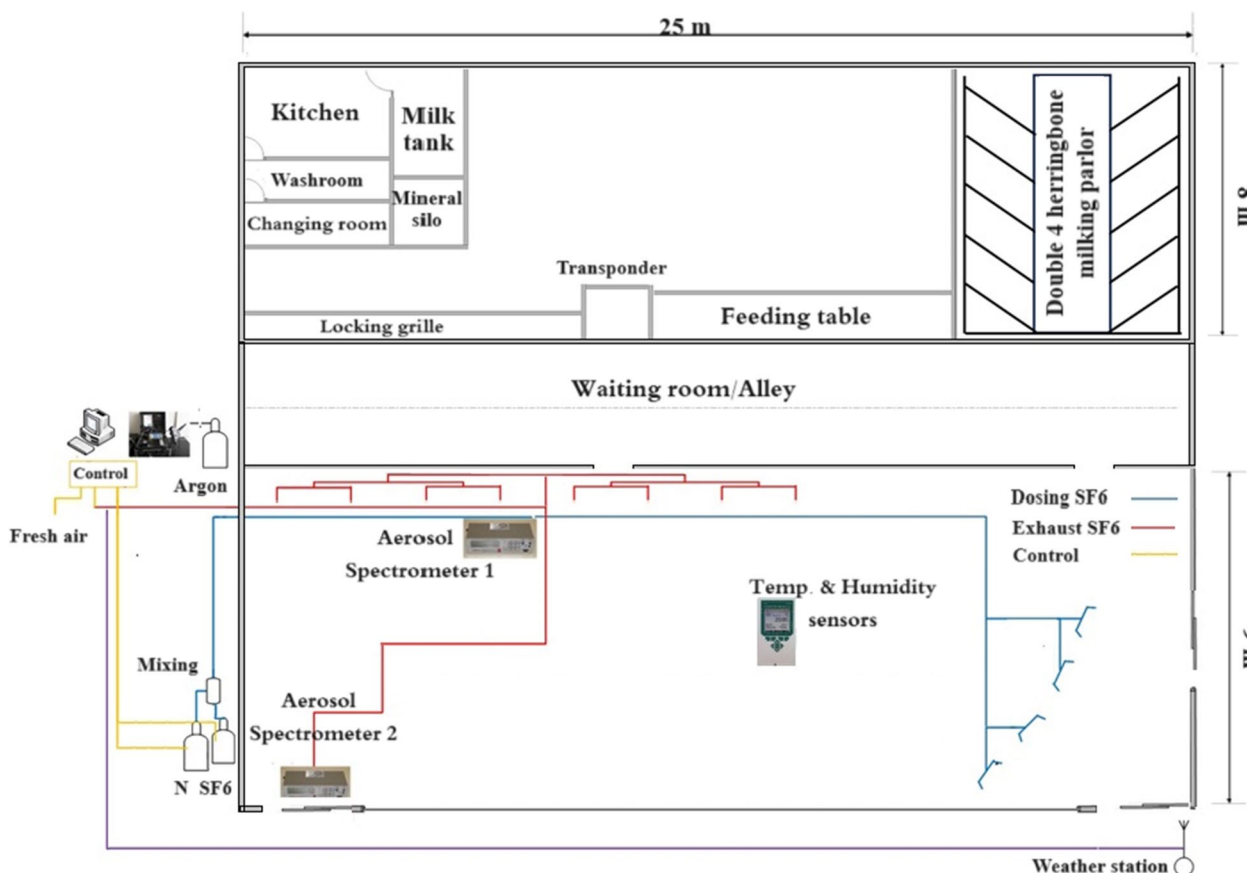 25 m
Kitchen
Milk
tank
Washroom
Mineral
silo
Changing room
Double 4 herringbone
milking parlor
Transponder
Locking grille
Feeding table
Waiting room/Alley
Control
Argon
Fresh air
Dosing SF6
Exhaust SF6
Control
Aerosol
Spectrometer 1
Temp. & Humidity
sensors
Mixing
Aerosol
Spectrometer 2
N SF6
Weather station